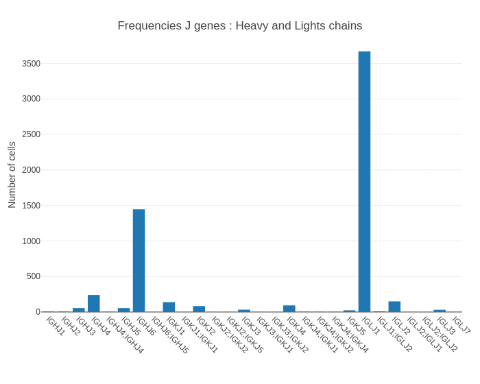 Frequencies J genes : Heavy and Lights chains
Number of cells
3500
3000
2500
2000
1500
1000
500
0
IGHJ1
IGHJ2
IGHJ3
IGHJ4
IGHJ4;IGHJ4
IGHJ5
IGHJ6
IGHJ6;IGHJ5
IGKJ1
IGKJ1;IGKJ1
IGKJ2
IGKJ2;IGKJ2
IGKJ2;IGKJ5
IGKJ3
IGKJ3;IGKJ1
IGKJ3;IGKJ2
IGKJ4
IGKJ4;IGKJ1
IGKJ4;IGKJ2
IGKJ4;IGKJ4
IGKJ5
IGLJ1
IGLJ1;IGLJ2
IGLJ2
IGLJ2;IGLJ1
IGLJ2;IGLJ2
IGLJ3
IGLJ7